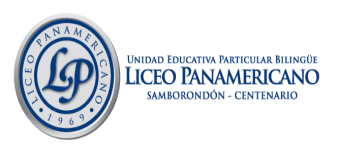 LICEO PANAMERICANO
LP
• 1969 •
UNIDAD EDUCATIVA PARTICULAR BILINGÜE
LICEO PANAMERICANO
SAMBORONDÓN - CENTENARIO